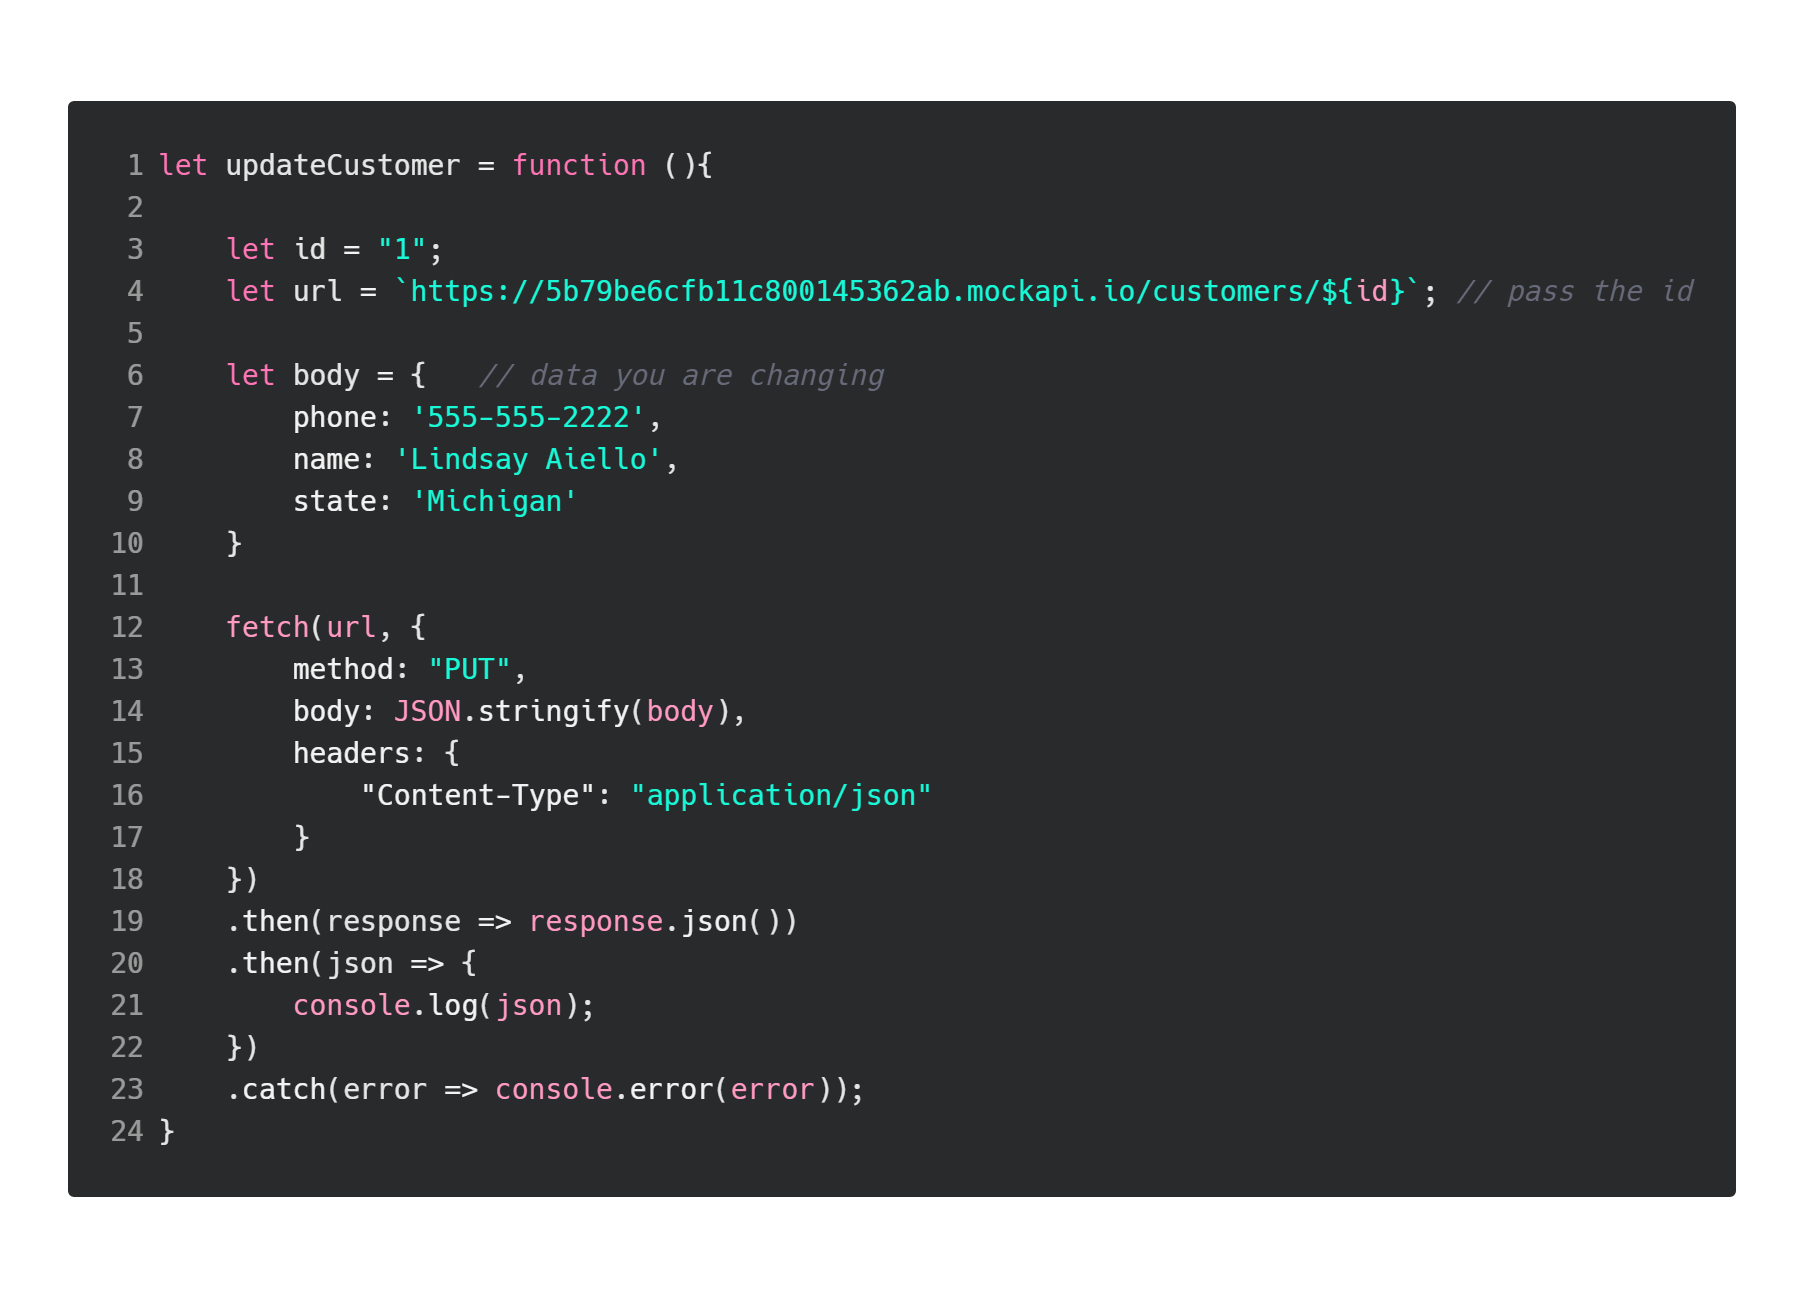 1 let updateCustomer = function (){
2
3     let id = "1";
4     let url = `https://5b79be6cfb11c800145362ab.mockapi.io/customers/${id}`; // pass the id
5
6     let body = {   // data you are changing
7         phone: '555-555-2222',
8         name: 'Lindsay Aiello',
9         state: 'Michigan'
10     }
11
12     fetch(url, {
13         method: "PUT",
14         body: JSON.stringify(body),
15         headers: {
16             "Content-Type": "application/json"
17         }
18     })
19     .then(response => response.json())
20     .then(json => {
21         console.log(json);
22     })
23     .catch(error => console.error(error));
24 }